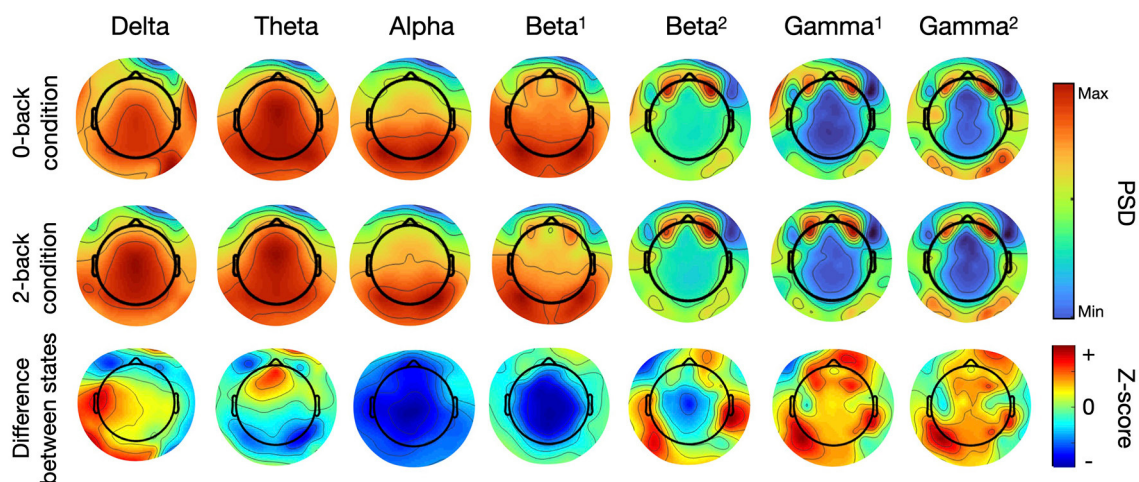 Delta Theta Alpha Beta¹ Beta² Gamma¹ Gamma²
0-back
condition
Max
PSD
Min
2-back
condition
Difference
between states
+
0
-
Z-score